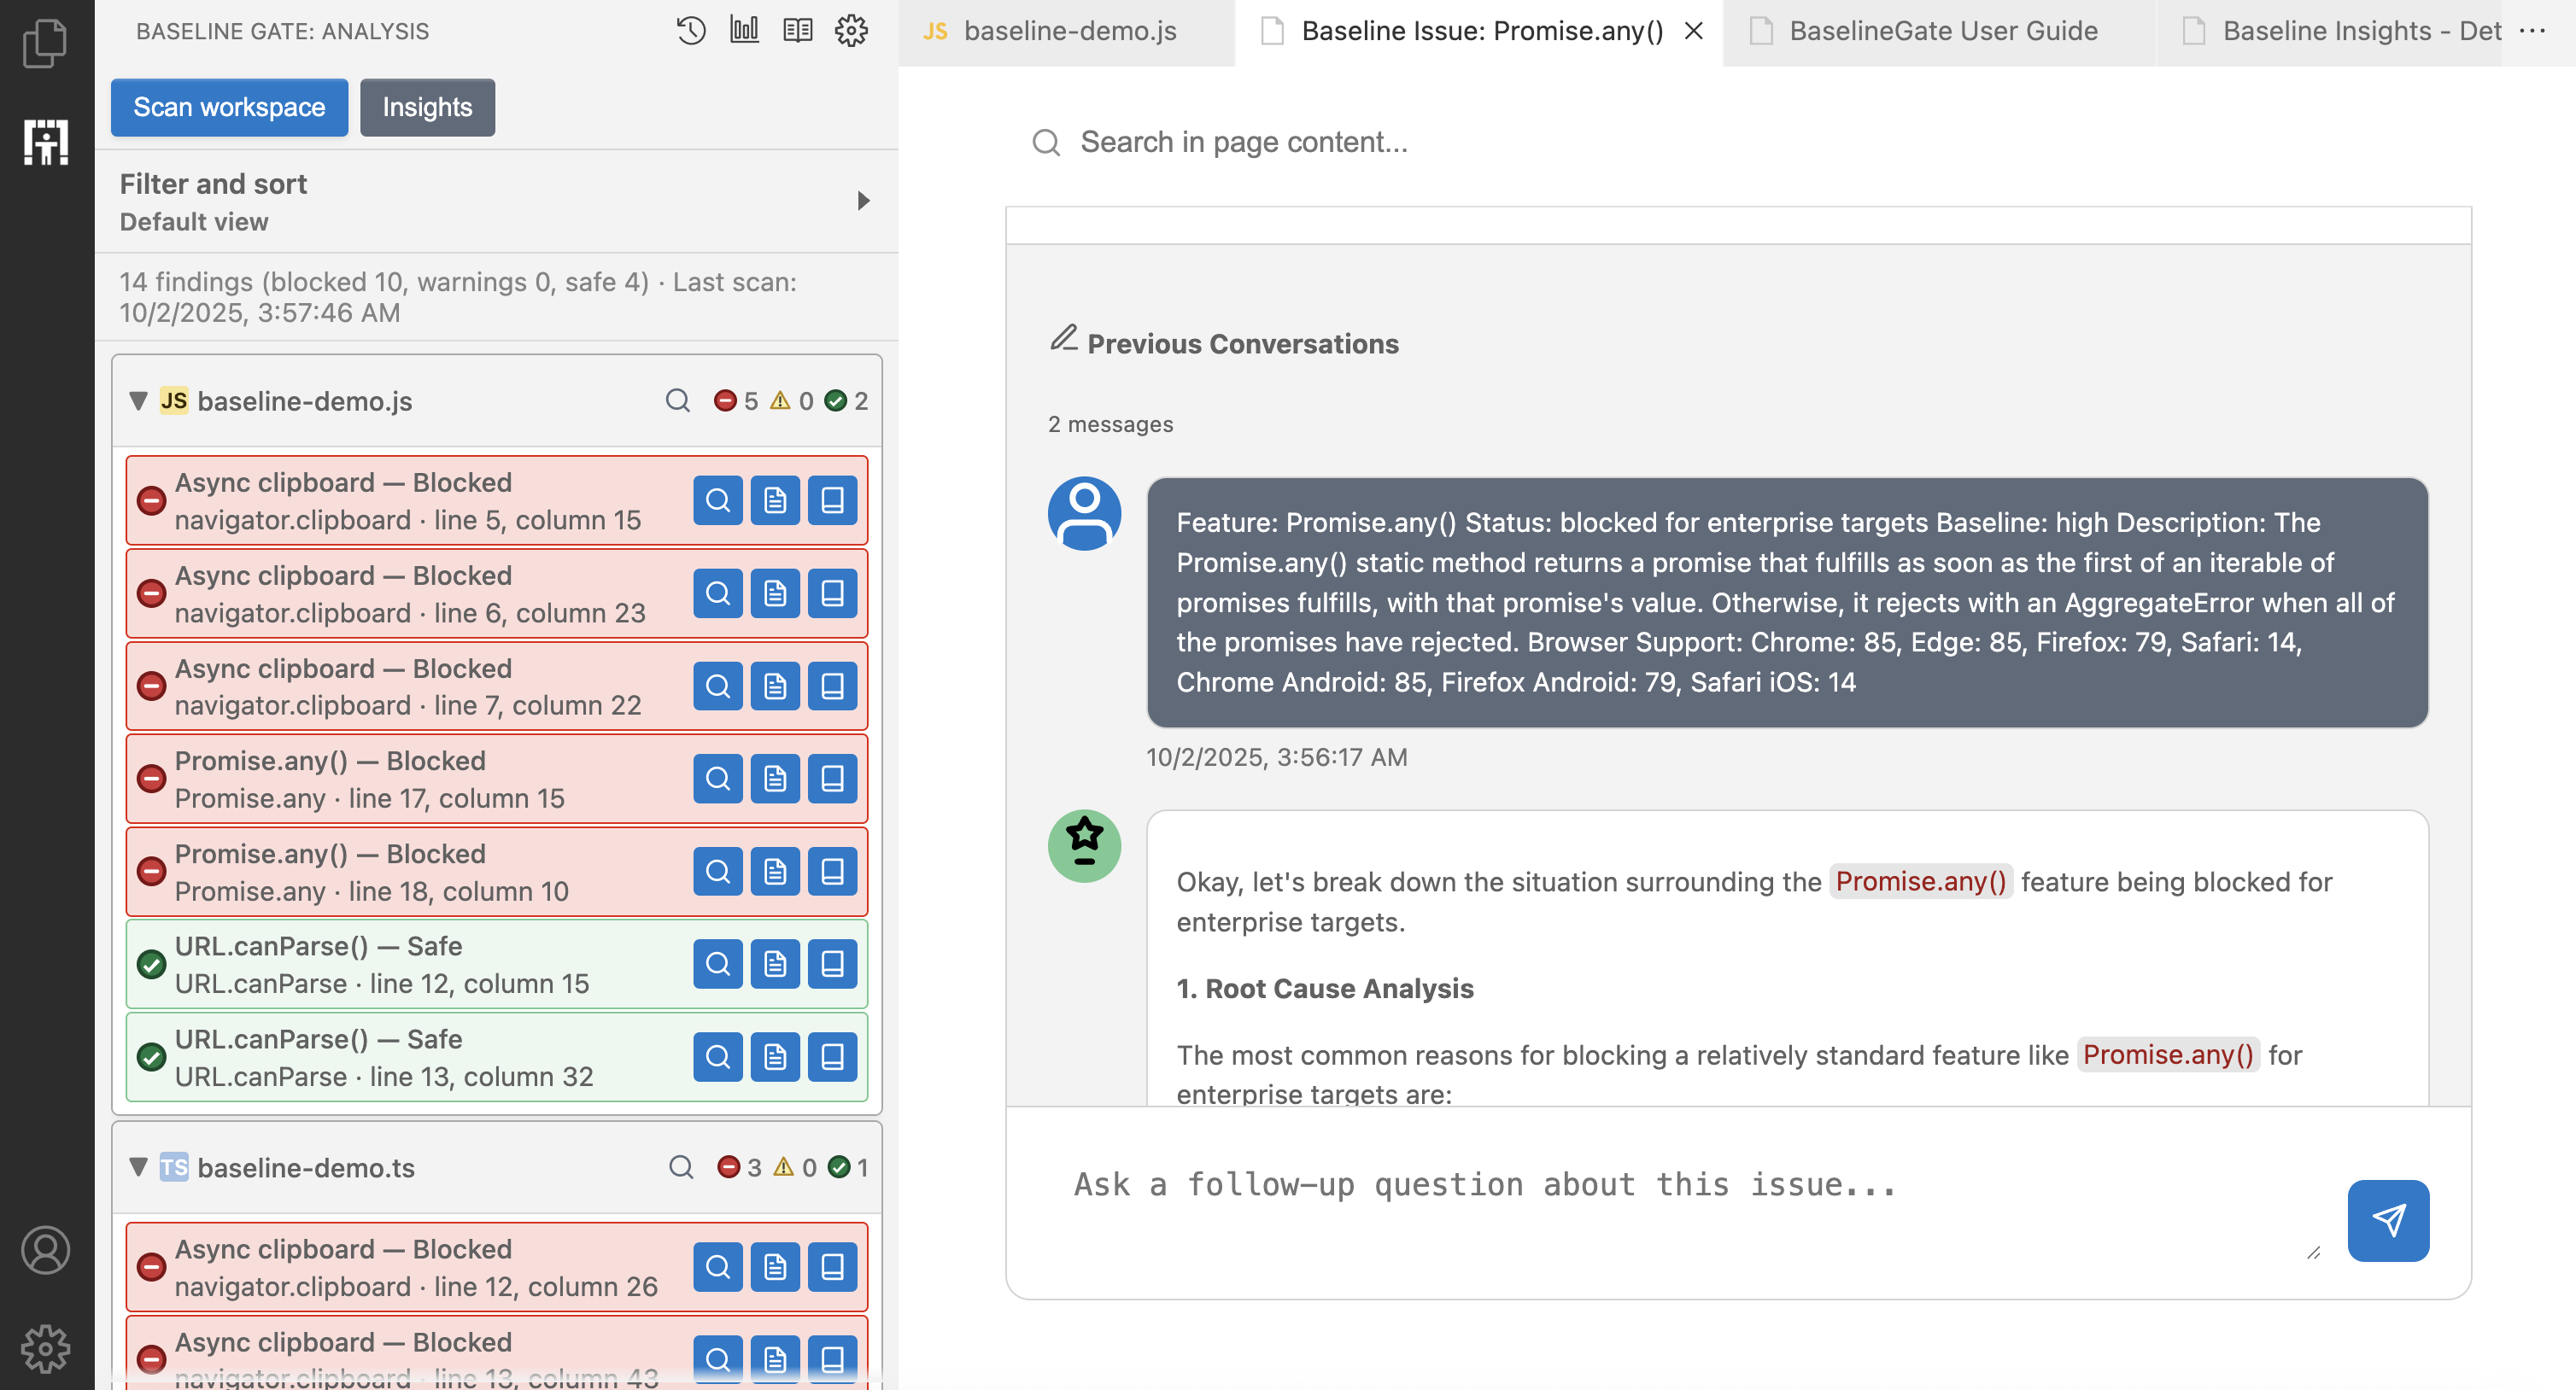 BASELINE GATE: ANALYSIS
Scan workspace
Insights
Filter and sort
Default view
14 findings (blocked 10, warnings 0, safe 4) · Last scan:
10/2/2025, 3:57:46 AM
JS baseline-demo.js 5 0 2
Async clipboard — Blocked
navigator.clipboard · line 5, column 15
Async clipboard — Blocked
navigator.clipboard · line 6, column 23
Async clipboard — Blocked
navigator.clipboard · line 7, column 22
Promise.any() — Blocked
Promise.any · line 17, column 15
Promise.any() — Blocked
Promise.any · line 18, column 10
URL.canParse() — Safe
URL.canParse · line 12, column 15
URL.canParse() — Safe
URL.canParse · line 13, column 32
TS baseline-demo.ts 3 0 1
Async clipboard — Blocked
navigator.clipboard · line 12, column 26
Async clipboard — Blocked
navigator.clipboard · line 13, column 43
JS baseline-demo.js
Baseline Issue: Promise.any()
BaselineGate User Guide
Baseline Insights - Det
Search in page content...
Previous Conversations
2 messages
Feature: Promise.any() Status: blocked for enterprise targets Baseline: high Description: The
Promise.any() static method returns a promise that fulfills as soon as the first of an iterable of
promises fulfills, with that promise's value. Otherwise, it rejects with an AggregateError when all of
the promises have rejected. Browser Support: Chrome: 85, Edge: 85, Firefox: 79, Safari: 14,
Chrome Android: 85, Firefox Android: 79, Safari iOS: 14
10/2/2025, 3:56:17 AM
Okay, let's break down the situation surrounding the Promise.any() feature being blocked for
enterprise targets.
1. Root Cause Analysis
The most common reasons for blocking a relatively standard feature like Promise.any() for
enterprise targets are:
Ask a follow-up question about this issue...